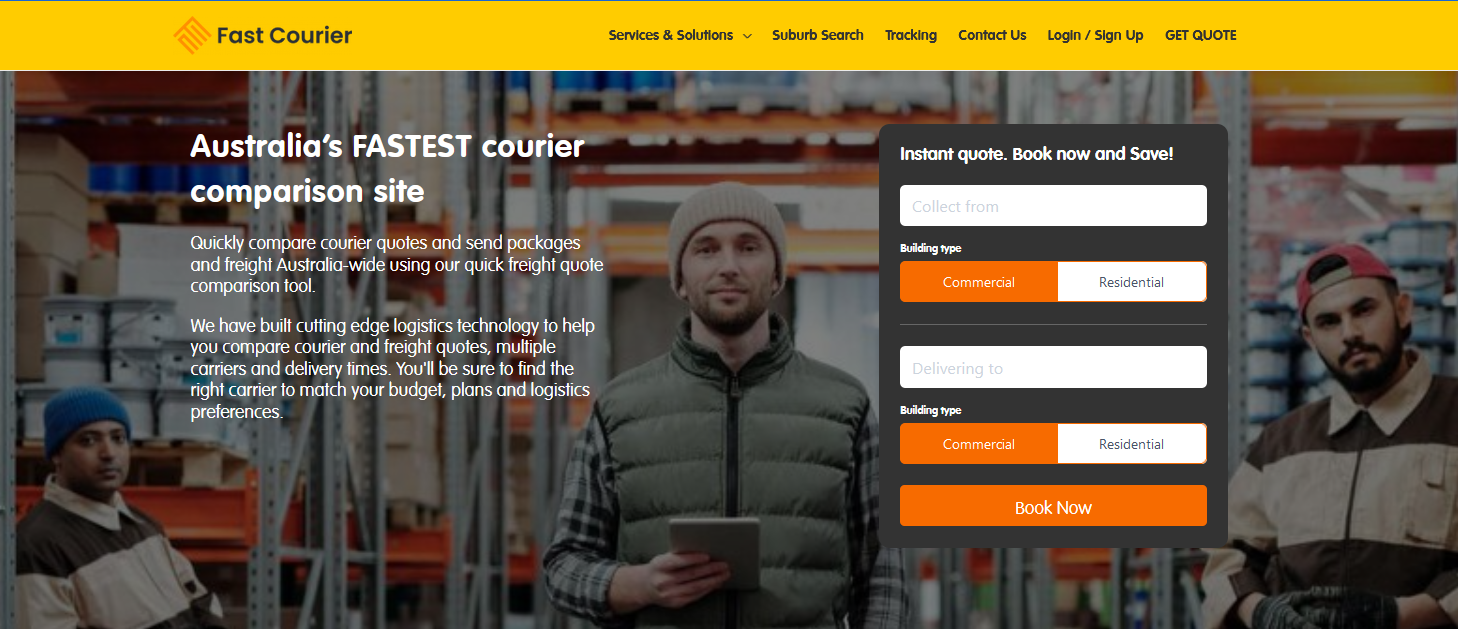 Fast Courier
Services & Solutions
Suburb Search
Tracking
Contact Us
Login / Sign Up
GET QUOTE
Australia's FASTEST courier
comparison site
Quickly compare courier quotes and send packages
and freight Australia-wide using our quick freight quote
comparison tool.
We have built cutting edge logistics technology to help
you compare courier and freight quotes, multiple
carriers and delivery times. You'll be sure to find the
right carrier to match your budget, plans and logistics
preferences.
Instant quote. Book now and Save!
Collect from
Building type
Commercial
Residential
Delivering to
Building type
Commercial
Residential
Book Now